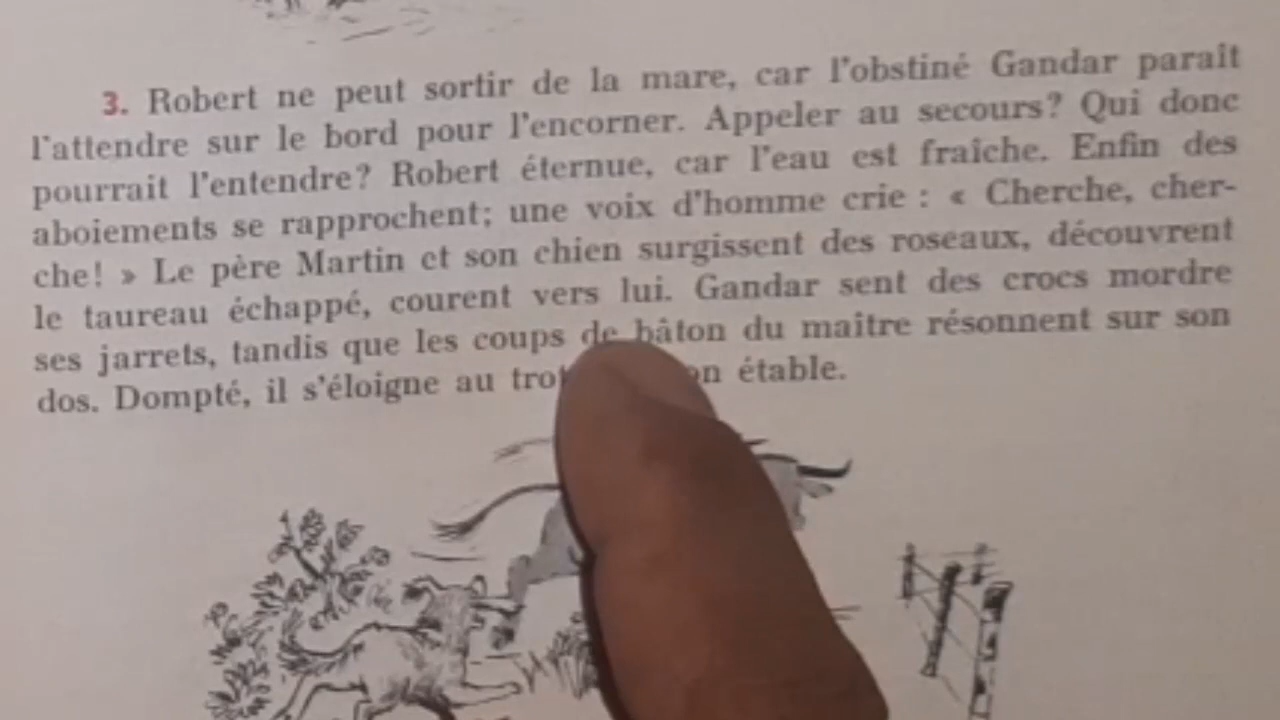 3. Robert ne peut sortir de la mare, car l'obstiné Gandar paraît
l'attendre sur le bord pour l'encorner. Appeler au secours? Qui donc
pourrait l'entendre? Robert éternue, car l'eau est fraîche. Enfin des
aboiements se rapprochent; une voix d'homme crie : « Cherche, cher-
che! » Le père Martin et son chien surgissent des roseaux, découvrent
le taureau échappé, courent vers lui. Gandar sent des crocs mordre
ses jarrets, tandis que les coups de bâton du maître résonnent sur son
dos. Dompté, il s'éloigne au étable.